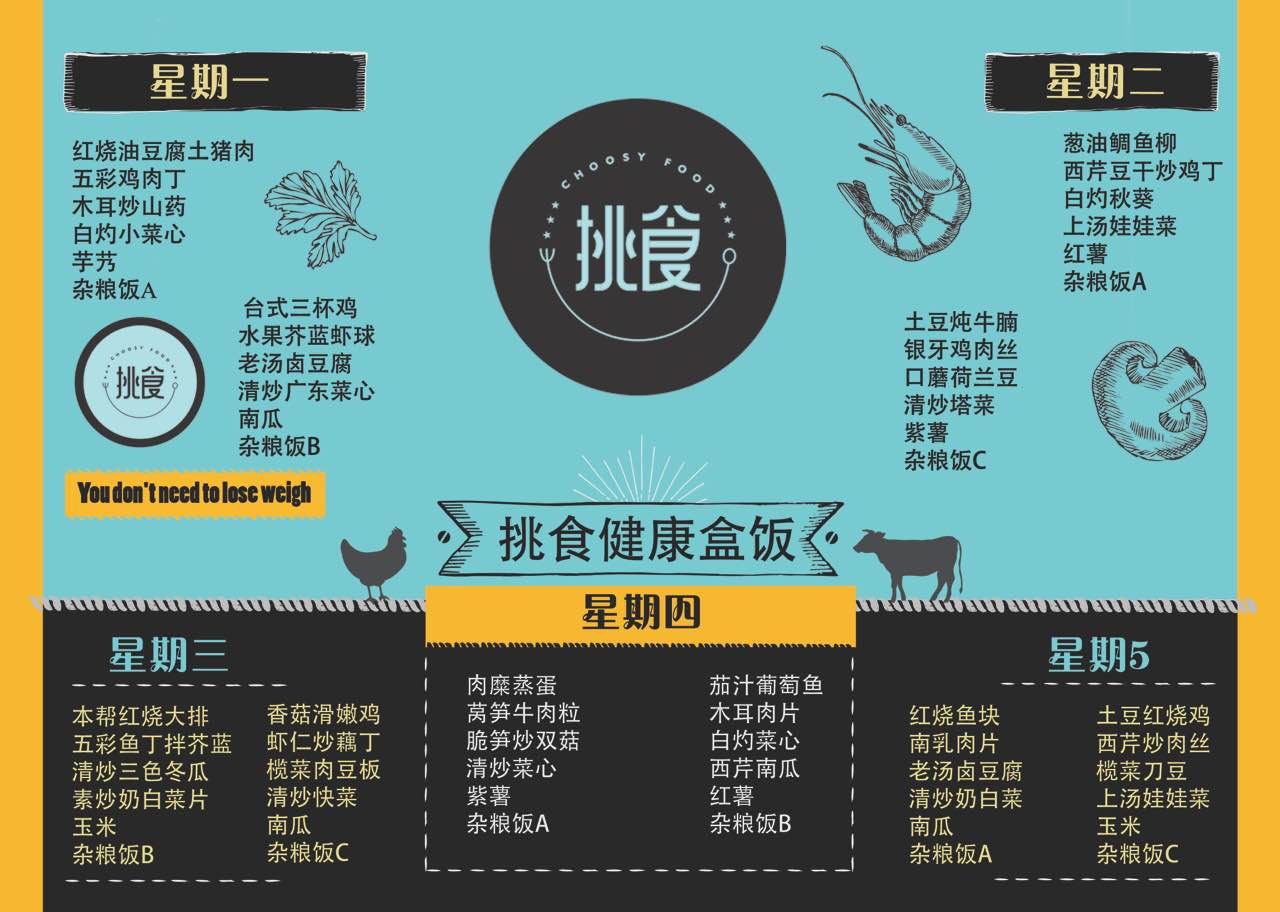 星期一
红烧油豆腐土猪肉
五彩鸡肉丁
木耳炒山药
白灼小菜心
芋艿
杂粮饭A
台式三杯鸡
水果芥蓝虾球
老汤卤豆腐
清炒广东菜心
南瓜
杂粮饭B
CHOOSY FOOD
挑食
You don't need to lose weigh
CHOOSY FOOD
挑食
星期二
葱油鲷鱼柳
西芹豆干炒鸡丁
白灼秋葵
上汤娃娃菜
红薯
杂粮饭A
土豆炖牛腩
银牙鸡肉丝
口蘑荷兰豆
清炒塔菜
紫薯
杂粮饭C
挑食健康盒饭
星期三
本帮红烧大排
五彩鱼丁拌芥蓝
清炒三色冬瓜
素炒奶白菜片
玉米
杂粮饭B
香菇滑嫩鸡
虾仁炒藕丁
榄菜肉豆板
清炒快菜
南瓜
杂粮饭C
星期四
肉糜蒸蛋
莴笋牛肉粒
脆笋炒双菇
清炒菜心
紫薯
杂粮饭A
茄汁葡萄鱼
木耳肉片
白灼菜心
西芹南瓜
红薯
杂粮饭B
星期5
红烧鱼块
南乳肉片
老汤卤豆腐
清炒奶白菜
南瓜
杂粮饭A
土豆红烧鸡
西芹炒肉丝
榄菜刀豆
上汤娃娃菜
玉米
杂粮饭C